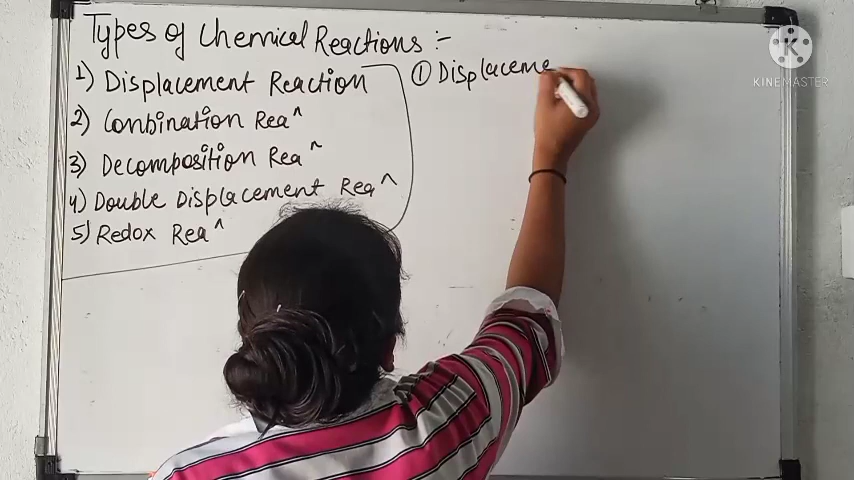 Types of Chemical Reactions :-
1) Displacement Reaction
2) Conbination Rea^
3) Decomposition Rea^
4) Double Displacement Rea^
5) Redox Rea^
① Displaceme
KINEMASTER